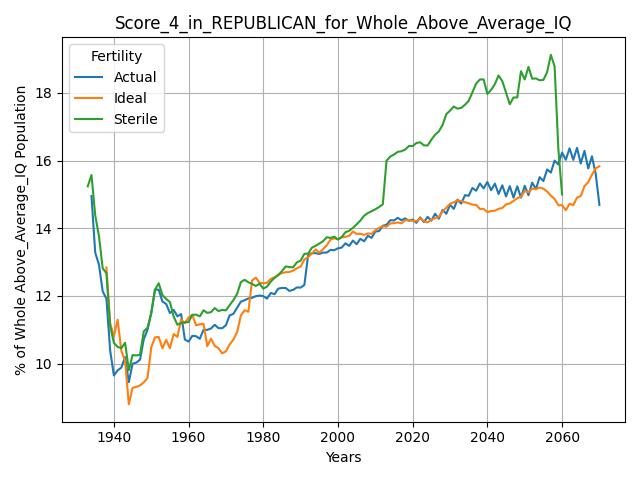 Score_4_in_REPUBLICAN_for_Whole_Above_Average_IQ
Fertility
Actual
Ideal
Sterile
% of Whole Above_Average_IQ Population
18
16
14
12
10
1940
1960
1980
2000
2020
2040
2060
Years